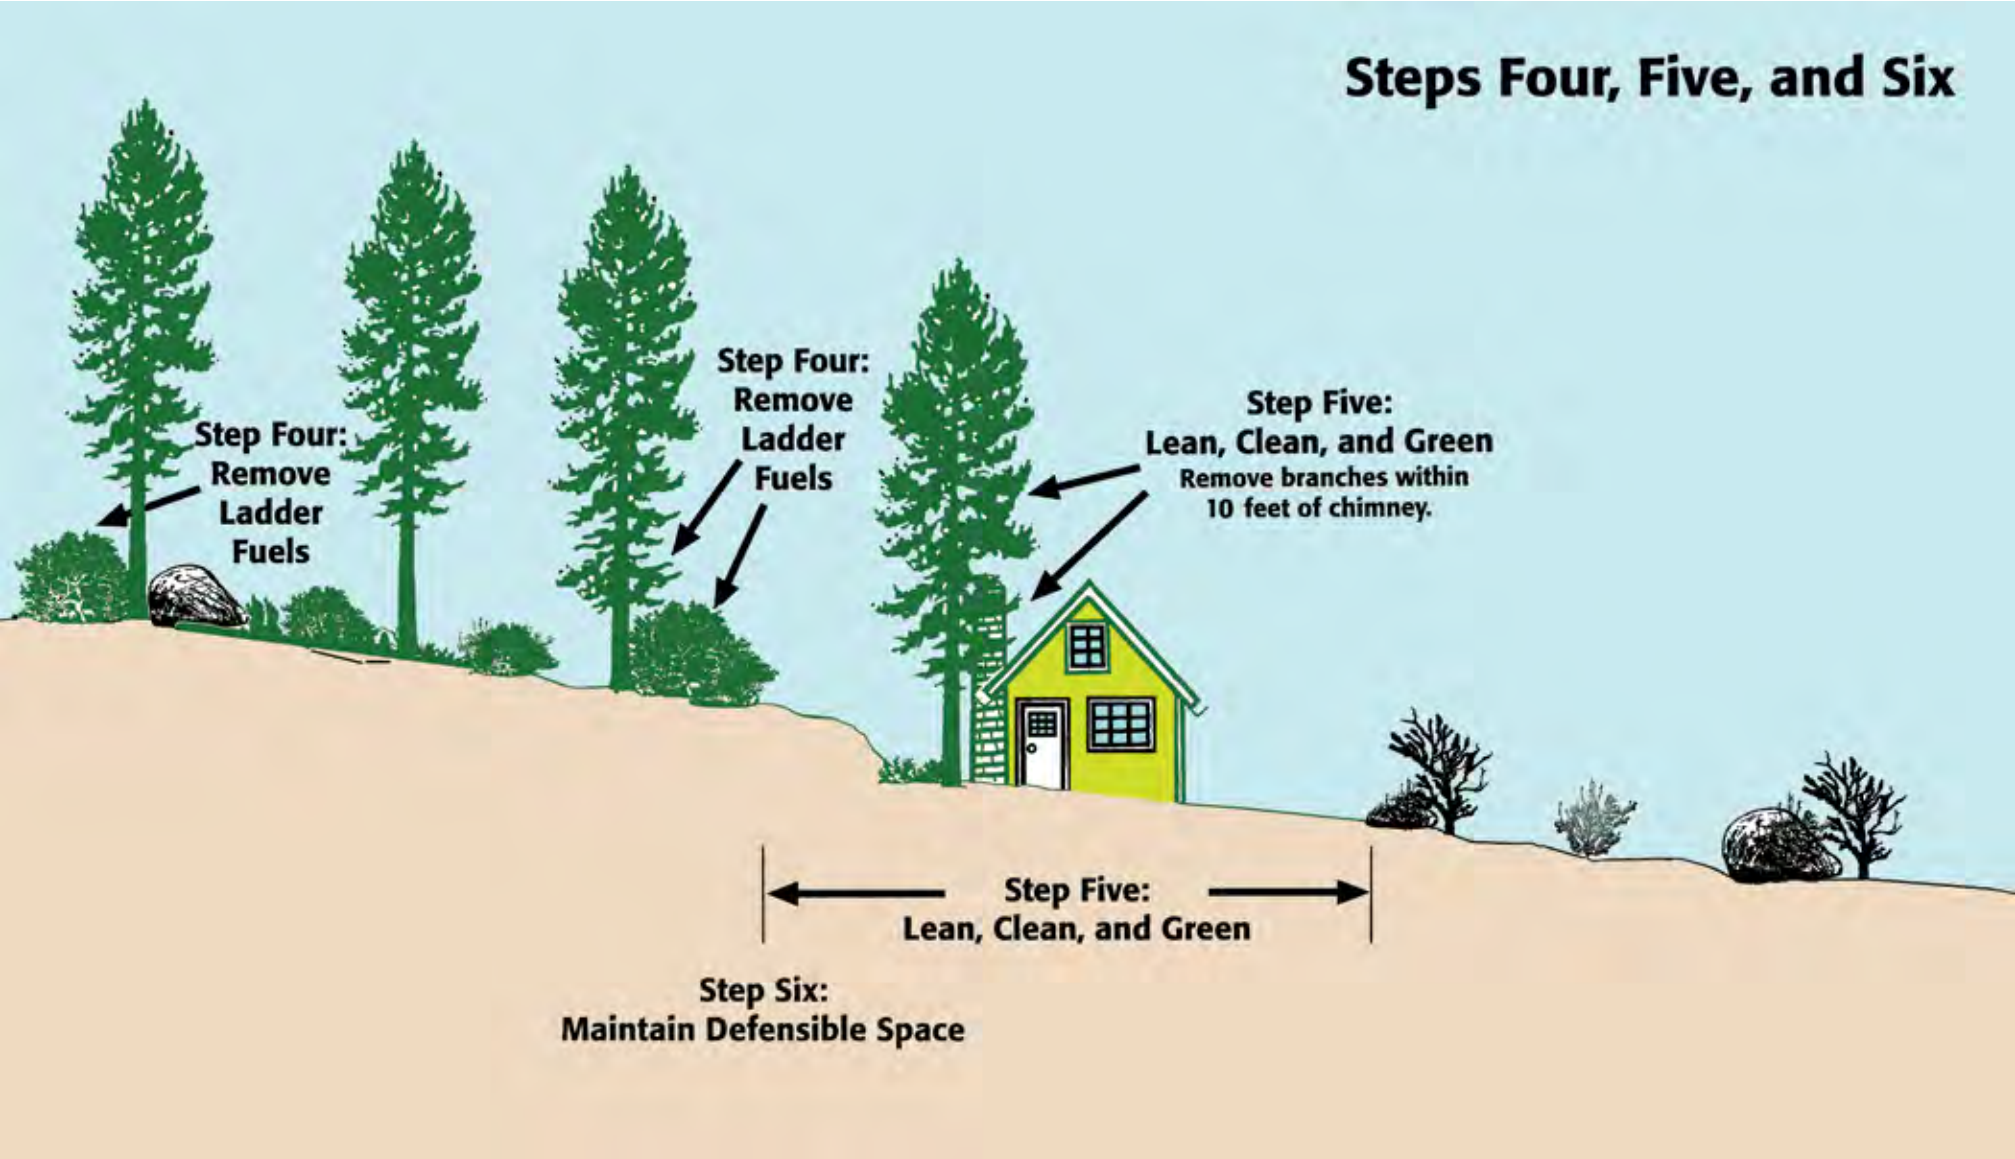 Steps Four, Five, and Six
Step Four:
Remove
Ladder
Fuels
Step Four:
Remove
Ladder
Fuels
Step Five:
Lean, Clean, and Green
Remove branches within
10 feet of chimney.
Step Five:
Lean, Clean, and Green
Step Six:
Maintain Defensible Space